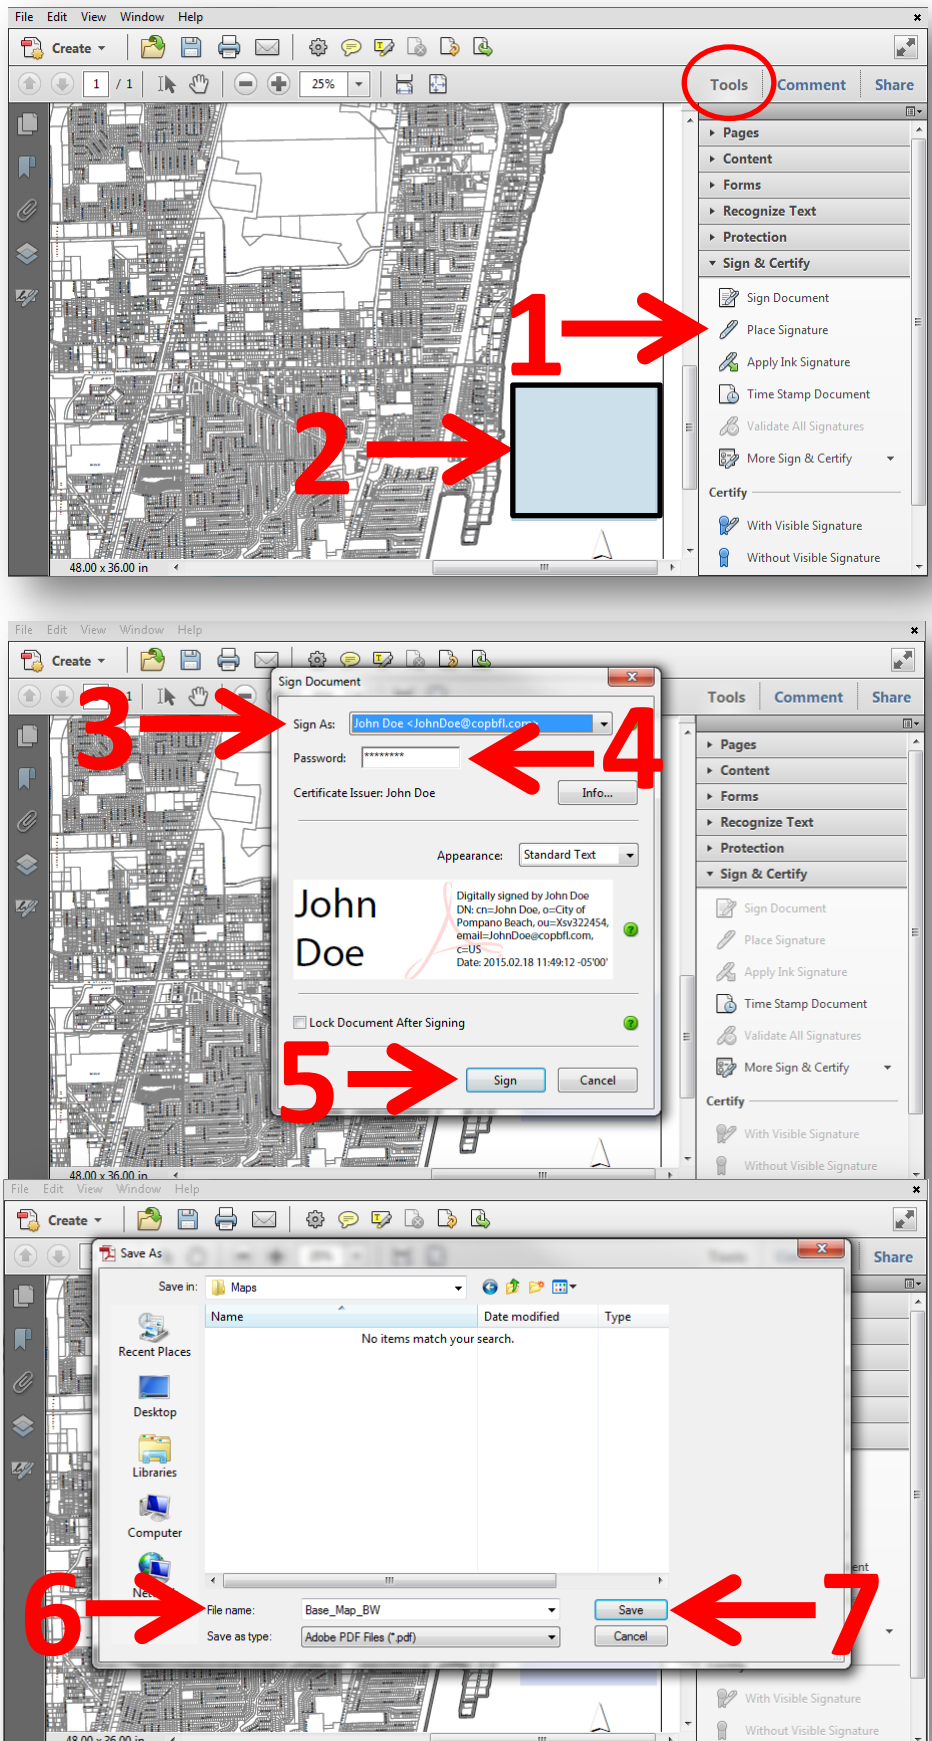 File Edit View Window Help
Create
1 / 1
25%
Tools Comment Share
Pages
Content
Forms
Recognize Text
Protection
Sign & Certify
Sign Document
1
Place Signature
Apply Ink Signature
Time Stamp Document
2
Validate All Signatures
More Sign & Certify
Certify
With Visible Signature
Without Visible Signature
48.00 x 36.00 in
File Edit View Window Help
Create
Sign Document
1
Tools Comment Share
3
Sign As: John Doe <JohnDoe@copbfl.com>
4
Password: ********
Certificate Issuer: John Doe
Info...
Appearance: Standard Text
John
Doe
Digitally signed by John Doe
DN: cn=John Doe, o=City of
Pompano Beach, ou=Xsv322454,
email=JohnDoe@copbfl.com,
c=US
Date: 2015.02.18 11:49:12 -05'00'
Lock Document After Signing
5
Sign Cancel
Pages
Content
Forms
Recognize Text
Protection
Sign & Certify
Sign Document
Place Signature
Apply Ink Signature
Time Stamp Document
Validate All Signatures
More Sign & Certify
Certify
With Visible Signature
Without Visible Signature
48.00 x 36.00 in
File Edit View Window Help
Create
Save As
Share
Save in: Maps
Name Date modified Type
No items match your search.
Recent Places
Desktop
Libraries
Computer
6
File name: Base_Map_BW
Save
7
Save as type: Adobe PDF Files (*.pdf)
Cancel
With Visible Signature
Without Visible Signature
48.00 x 36.00 in